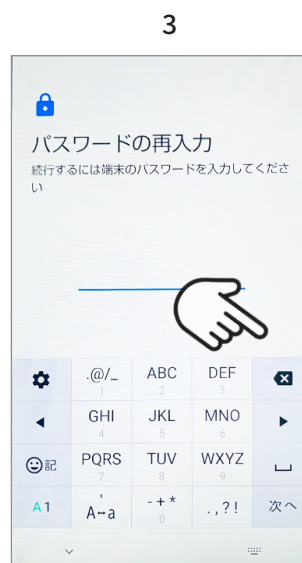 3
パスワードの再入力
続行するには端末のパスワードを入力してくださ
い
.@/_ ABC DEF
1 2 3
GHI JKL MNO
4 5 6
記 PQRS TUV WXYZ
7 8 9
A1 ' A↔a - + * . , ? ! 次へ
0